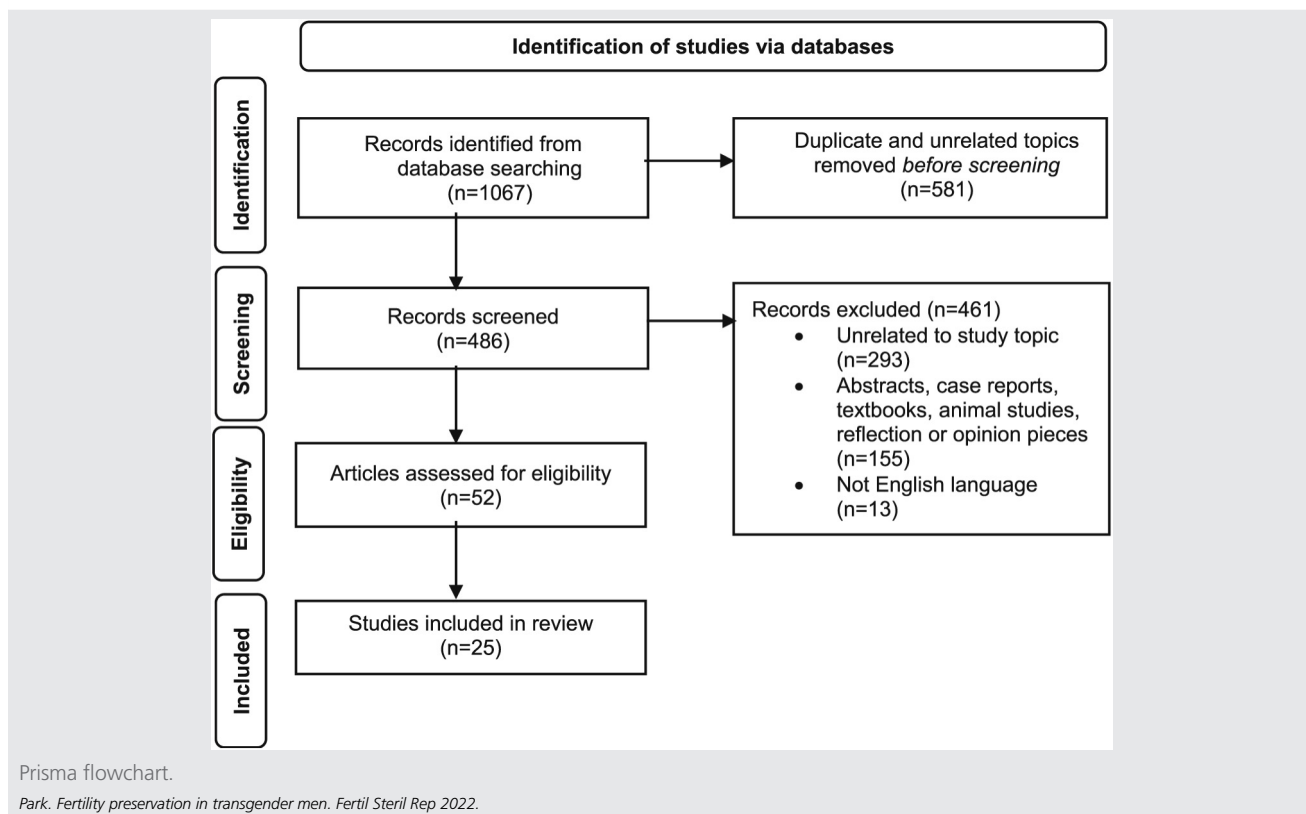 Identification of studies via databases
Identification
Records identified from
database searching
(n=1067)
Duplicate and unrelated topics
removed before screening
(n=581)
Screening
Records screened
(n=486)
Records excluded (n=461)
• Unrelated to study topic
(n=293)
• Abstracts, case reports,
textbooks, animal studies,
reflection or opinion pieces
(n=155)
• Not English language
(n=13)
Eligibility
Articles assessed for eligibility
(n=52)
Included
Studies included in review
(n=25)
Prisma flowchart.
Park. Fertility preservation in transgender men. Fertil Steril Rep 2022.